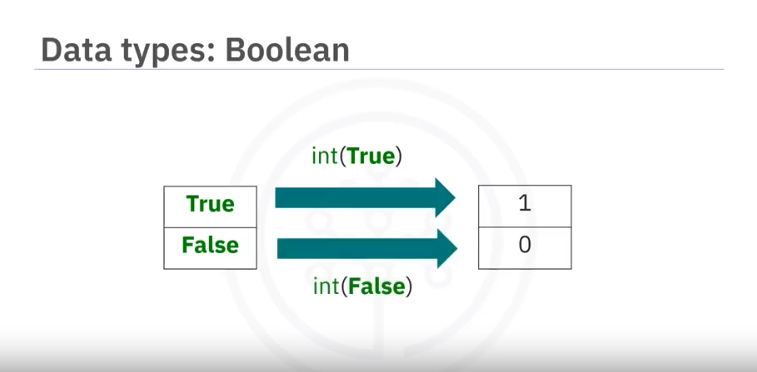 Data types: Boolean
int(True)
True
1
False
0
int(False)